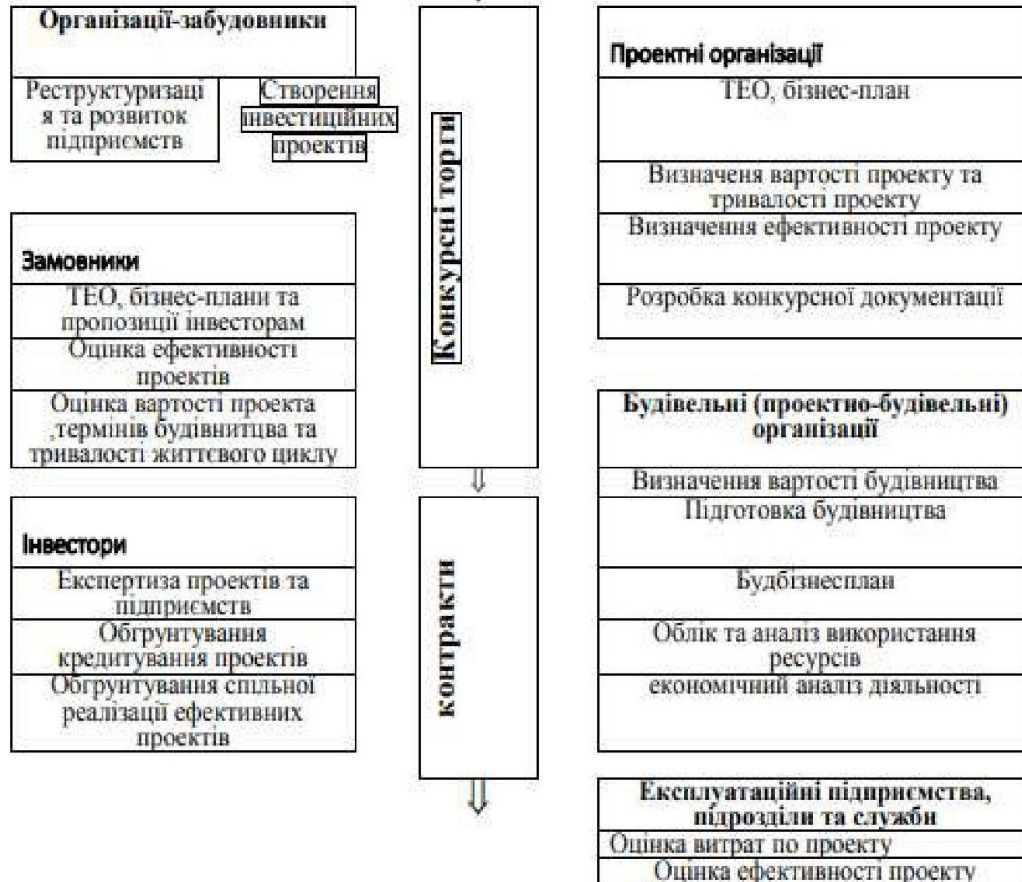 Організації-забудовники
Реструктуризаці
я та розвиток
підприємств
Створення
інвестиційних
проектів
Замовники
ТЕО, бізнес-плани та
пропозиції інвесторам
Оцінка ефективності
проектів
Оцінка вартості проекта
,термінів будівнитцва та
тривалості життєвого циклу
Інвестори
Експертиза проектів та
підприємств
Обгрунтування
кредитування проектів
Обгрунтування спільної
реалізації ефективних
проектів
Конкурсні торги
⇩
контракти
⇩
Проектні організації
ТЕО, бізнес-план
Визначеня вартості проекту та
тривалості проекту
Визначення ефективності проекту
Розробка конкурсної документації
Будівельні (проектно-будівельні)
організації
Визначення вартості будівництва
Підготовка будівництва
Будбізнесплан
Облік та аналіз використання
ресурсів
економічний аналіз діяльності
Експлуатаційні підприємства,
підрозділи та служби
Оцінка витрат по проекту
Оцінка ефективності проекту